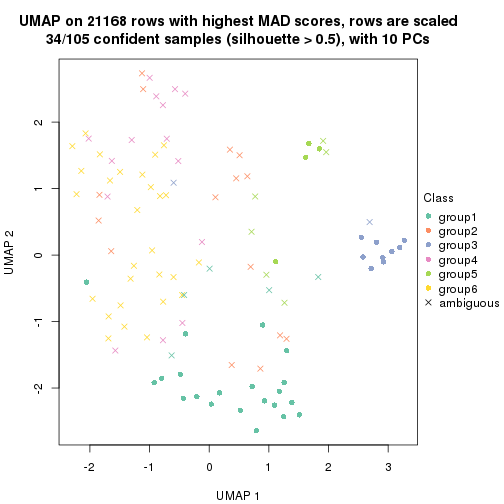 UMAP on 21168 rows with highest MAD scores, rows are scaled
34/105 confident samples (silhouette > 0.5), with 10 PCs
2
1
0
-1
-2
UMAP 2
-2 -1 0 1 2 3
UMAP 1
Class
group1
group2
group3
group4
group5
group6
ambiguous